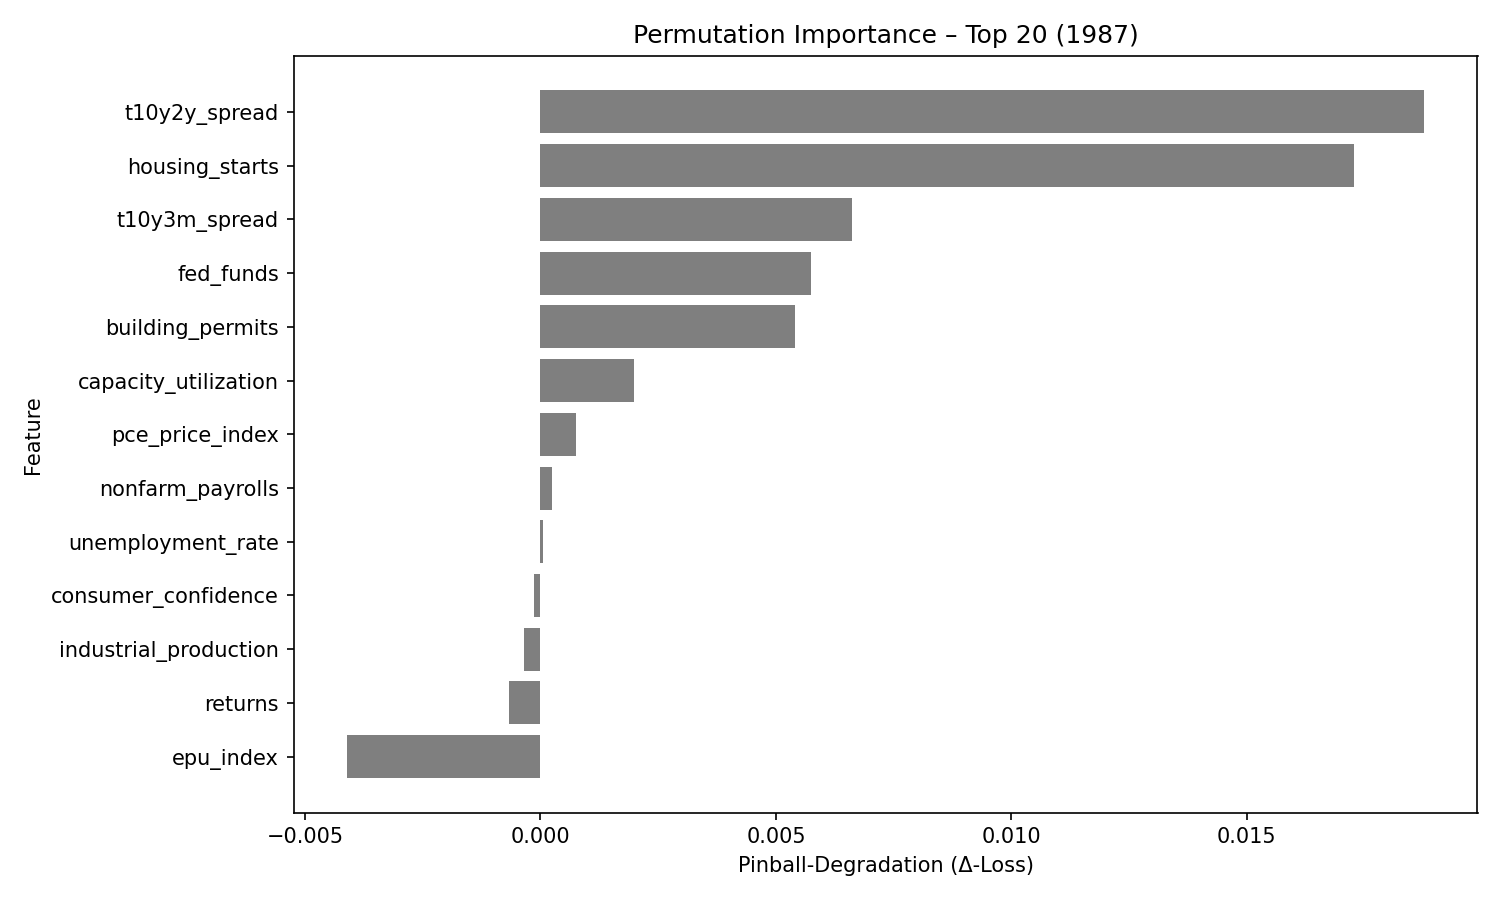 Permutation Importance – Top 20 (1987)
t10y2y_spread
housing_starts
t10y3m_spread
fed_funds
building_permits
capacity_utilization
pce_price_index
nonfarm_payrolls
unemployment_rate
consumer_confidence
industrial_production
returns
epu_index
Feature
−0.005 0.000 0.005 0.010 0.015
Pinball-Degradation (Δ-Loss)